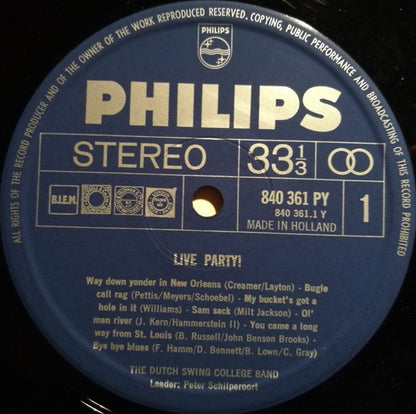 ALL RIGHTS OF THE RECORD PRODUCER AND OF THE OWNER OF THE WORK REPRODUCED RESERVED. COPYING, PUBLIC PERFORMANCE AND BROADCASTING OF THIS RECORD PROHIBITED
PHILIPS
PHILIPS
STEREO 33 1/3
B.I.E.M. 840 361 PY 1
840 361.1 Y
MADE IN HOLLAND
LIVE PARTY!
Way down yonder in New Orleans (Creamer/Layton) - Bugle
call rag (Pettis/Meyers/Schoebel) - My bucket's got a
hole in it (Williams) - Sam sack (Milt Jackson) - Ol'
man river (J. Kern/Hammerstein II) - You came a long
way from St. Louis (B. Russell/John Benson Brooks) -
Bye bye blues (F. Hamm/D. Bennett/B. Lown/C. Gray)
THE DUTCH SWING COLLEGE BAND
Leader: Peter Schilperoort